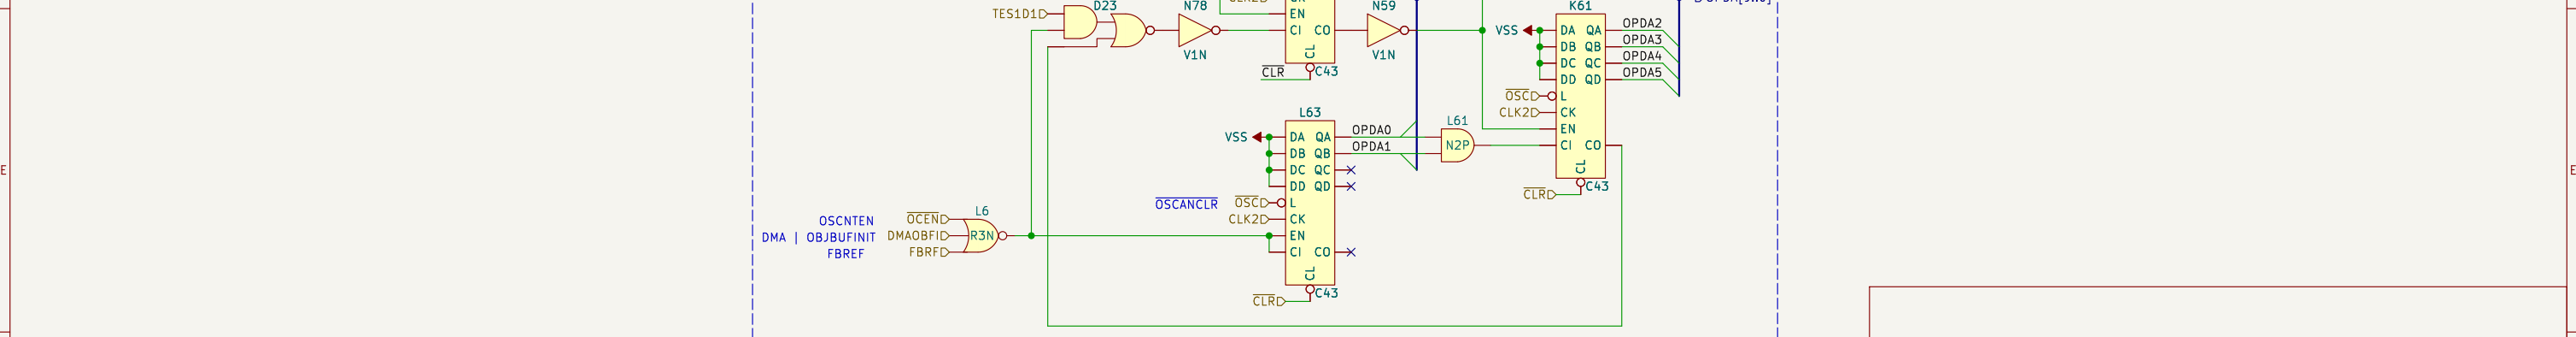 D23
N78
N59
K61
TES1D1
EN
CI CO
CL
V1N
V1N
CLR
C43
VSS
DA QA OPDA2
DB QB OPDA3
DC QC OPDA4
DD QD OPDA5
OSC L
CLK2 CK
EN
CI CO
CL
CLR C43
L63
L61
VSS DA QA OPDA0
DB QB OPDA1
N2P
DC QC
DD QD
OSCANCLR OSC L
CLK2 CK
EN
CI CO
CL
CLR C43
L6
OSCNTEN OCEN
DMA | OBJBUFINIT DMAOBFI R3N
FBREF FBRF
E
E